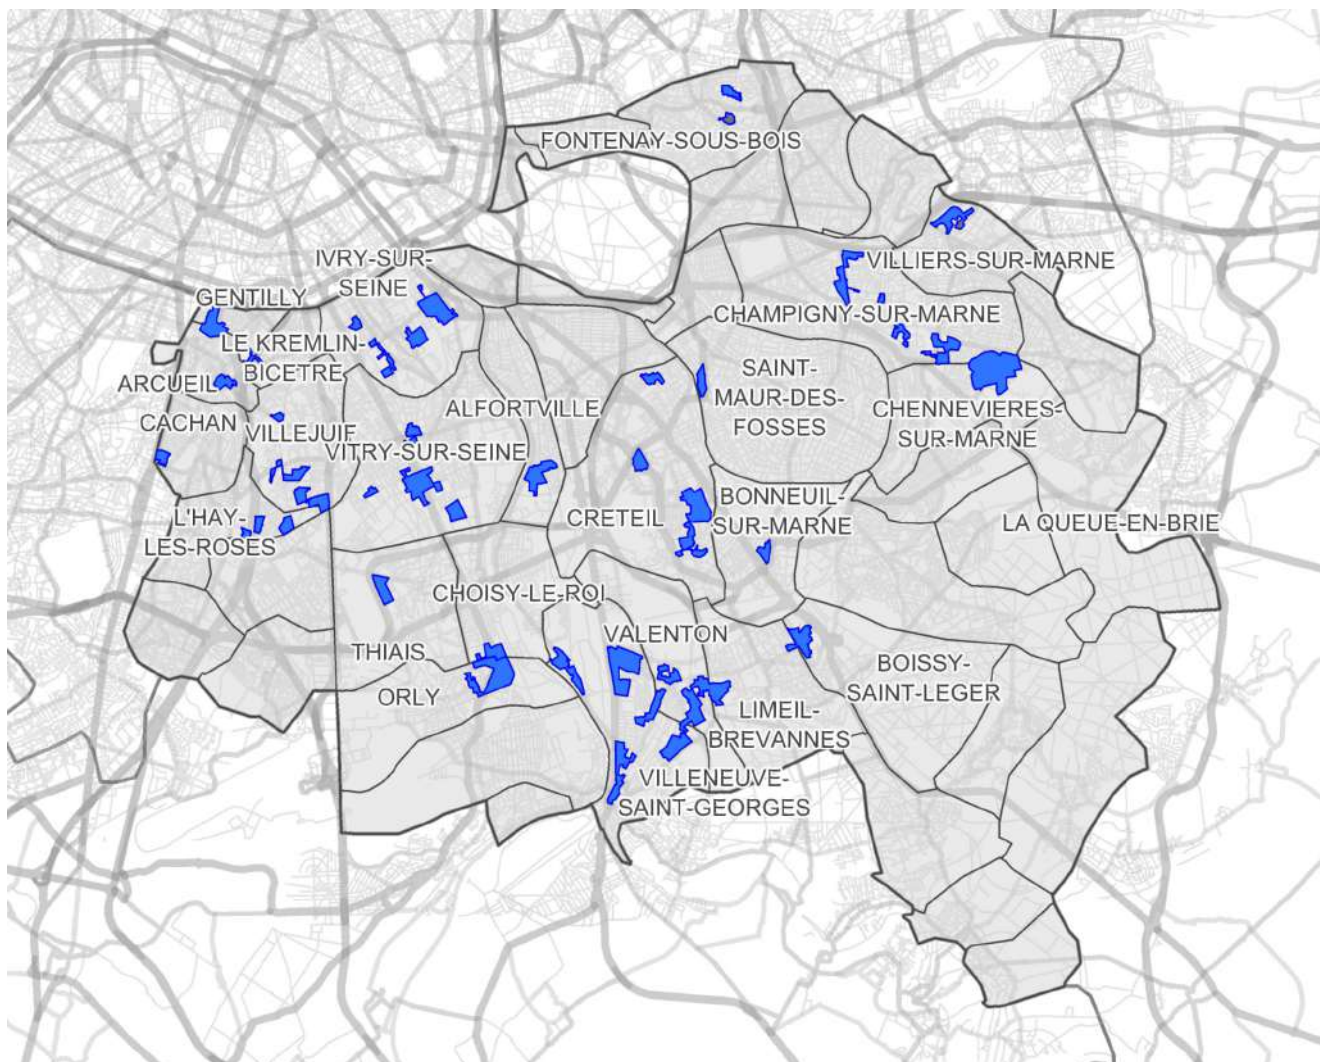 FONTENAY-SOUS-BOIS
IVRY-SUR-
SEINE
VILLIERS-SUR-MARNE
GENTILLY
CHAMPIGNY-SUR-MARNE
LE KREMLIN-
BICETRE
ARCUEIL
SAINT-
MAUR-DES-
FOSSES
CACHAN
ALFORTVILLE
CHENNEVIERES-
SUR-MARNE
VILLEJUIF
VITRY-SUR-SEINE
L'HAY-
LES-ROSES
CRETEIL
BONNEUIL-
SUR-MARNE
LA QUEUE-EN-BRIE
CHOISY-LE-ROI
THIAIS
VALENTON
BOISSY-
SAINT-LEGER
ORLY
LIMEIL-
BREVANNES
VILLENEUVE-
SAINT-GEORGES